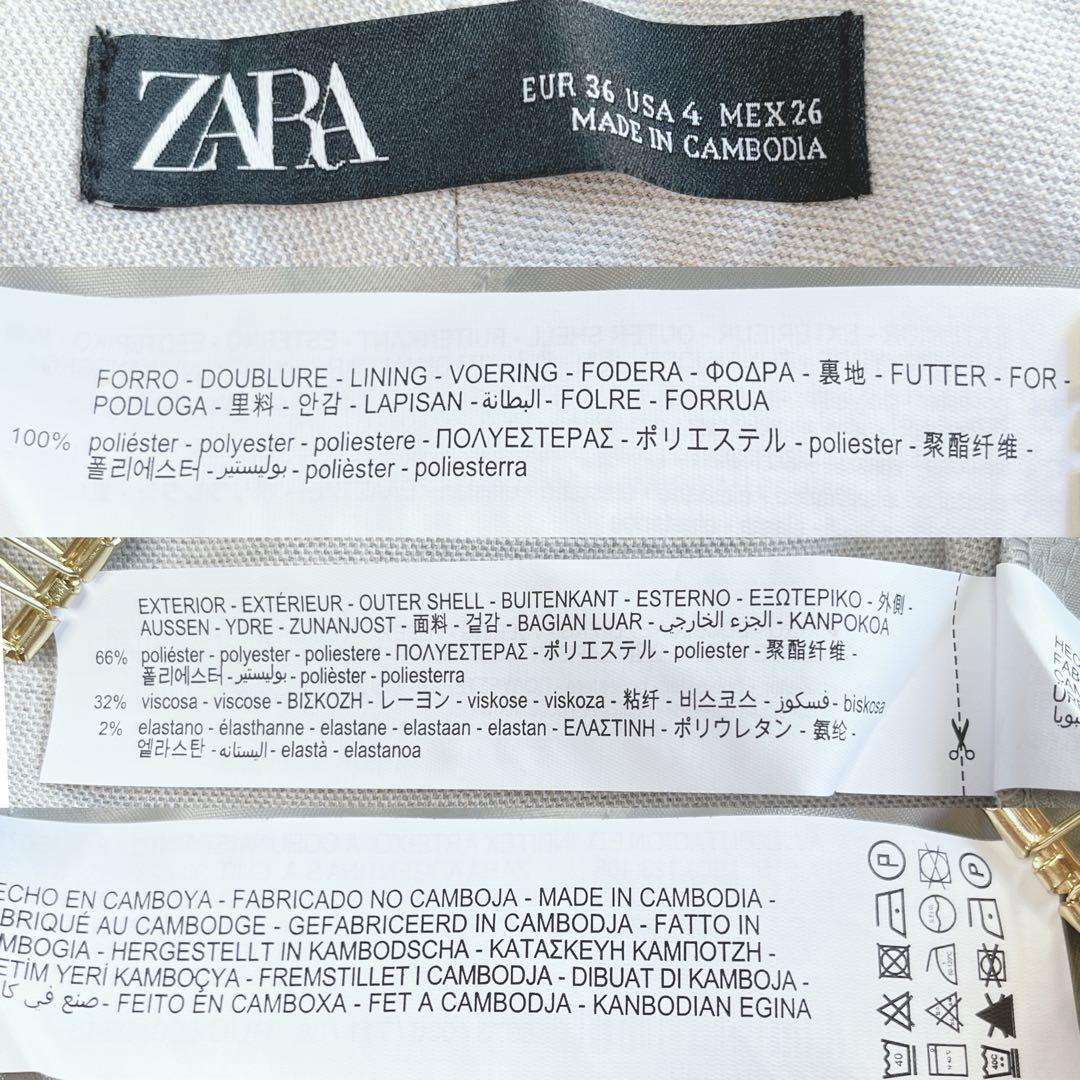 ZARA
EUR 36 USA 4 MEX 26
MADE IN CAMBODIA
FORRO - DOUBLURE - LINING - VOERING - FODERA - ΦΟΔΡΑ - 裏地 - FUTTER - FOR -
PODLOGA - 里料 - 안감 - LAPISAN - البطانة - FOLRE - FORRUA
100% poliéster - polyester - poliestere - ΠΟΛΥΕΣΤΕΡΑΣ - ポリエステル - poliester - 聚酯纤维 -
폴리에스터 - بوليستير - polièster - poliesterra
EXTERIOR - EXTÉRIEUR - OUTER SHELL - BUITENKANT - ESTERNO - ΕΞΩΤΕΡΙΚΟ - 外側 -
AUSSEN - YDRE - ZUNANJOST - 面料 - 겉감 - BAGIAN LUAR - الجزء الخارجي - KANPOKOA
66% poliéster - polyester - poliestere - ΠΟΛΥΕΣΤΕΡΑΣ - ポリエステル - poliester - 聚酯纤维 -
폴리에스터 - بوليستير - polièster - poliesterra
32% viscosa - viscose - ΒΙΣΚΟΖΗ - レーヨン - viskose - viskoza - 粘纤 - 비스코스 - فسكوز - biskosa
2% elastano - élasthanne - elastane - elastaan - elastan - ΕΛΑΣΤΙΝΗ - ポリウレタン - 氨纶 -
엘라스탄 - اليستانه - elastà - elastanoa
ECHO EN CAMBOYA - FABRICADO NO CAMBOJA - MADE IN CAMBODIA -
BRIQUÉ AU CAMBODGE - GEFABRICEERD IN CAMBODJA - FATTO IN
MBOGIA - HERGESTELLT IN KAMBODSCHA - ΚΑΤΑΣΚΕΥΗ ΚΑΜΠΟΤΖΗ -
ETİM YERİ KAMBOÇYA - FREMSTILLET I CAMBODJA - DIBUAT DI KAMBOJA -
صنع في كا - FEITO EN CAMBOXA - FET A CAMBODJA - KANBODIAN EGINA
P
P
40
40C